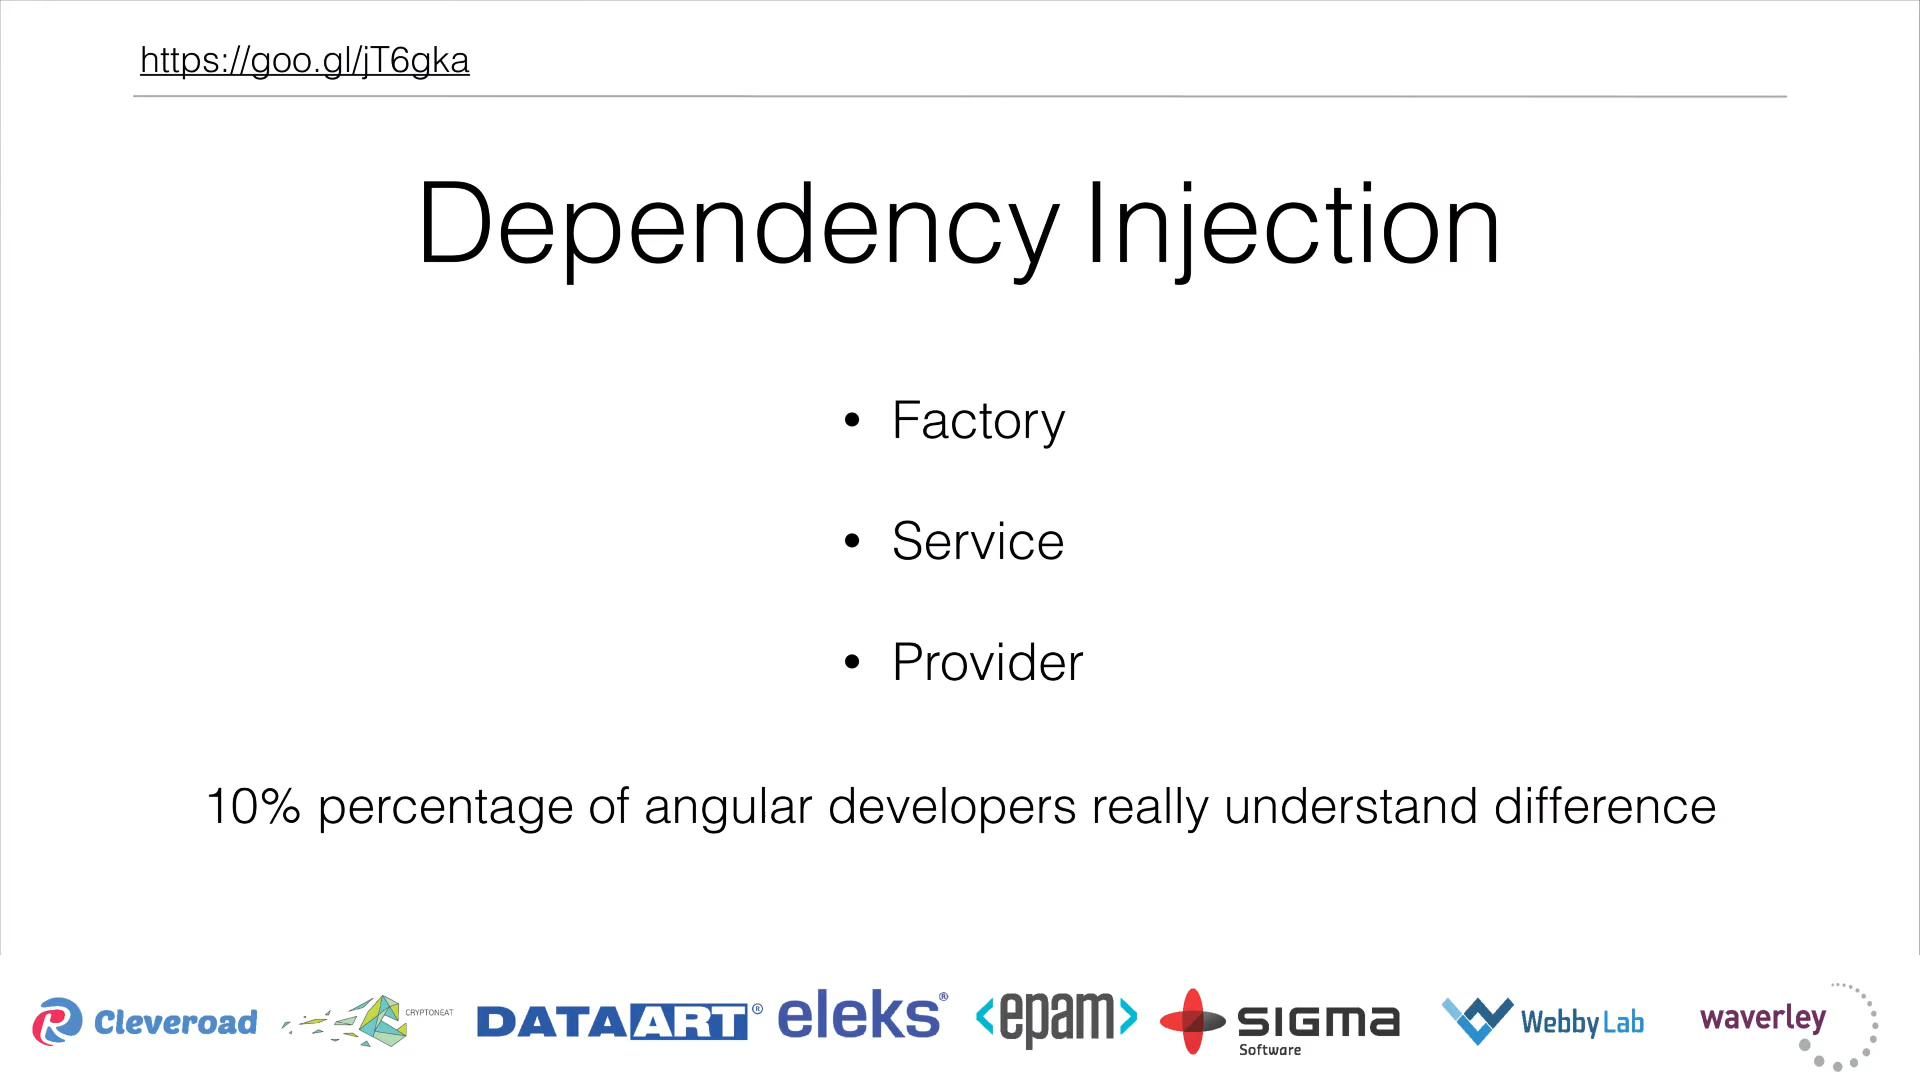 https://goo.gl/jT6gka
Dependency Injection
• Factory
• Service
• Provider
10% percentage of angular developers really understand difference
Cleveroad
CRYPTONEAT
DATAART®
eleks®
<epam>
SIGMA
Software
WebbyLab
waverley